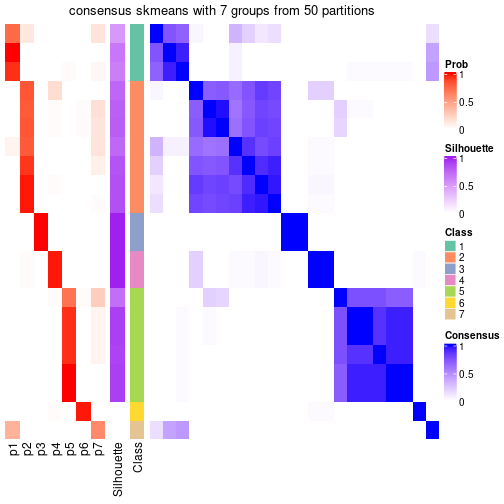 consensus skmeans with 7 groups from 50 partitions
Prob
1
0.5
0
Silhouette
1
0.5
0
Class
1
2
3
4
5
6
7
Consensus
1
0.5
0
p1
p2
p3
p4
p5
p6
p7
Silhouette
Class